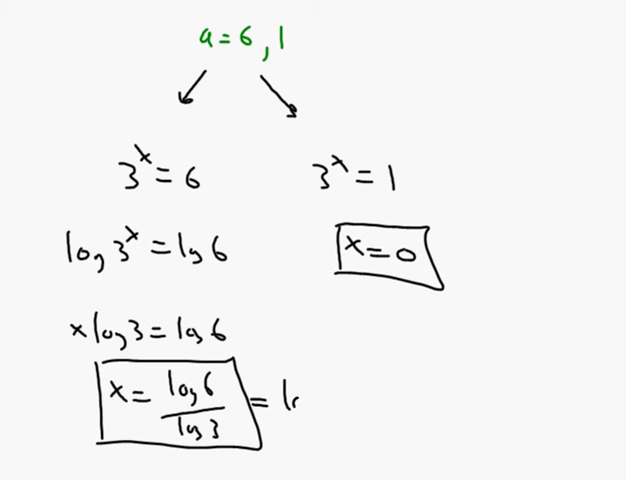 a = 6, 1
3^x = 6
3^x = 1
log 3^x = log 6
x = 0
x log 3 = log 6
x = log 6 / log 3 = lo